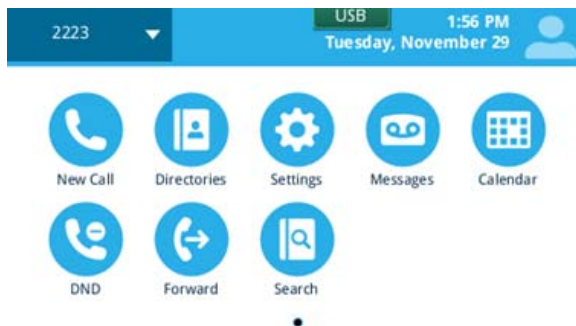 2223
USB
1:56 PM
Tuesday, November 29
New Call
Directories
Settings
Messages
Calendar
DND
Forward
Search